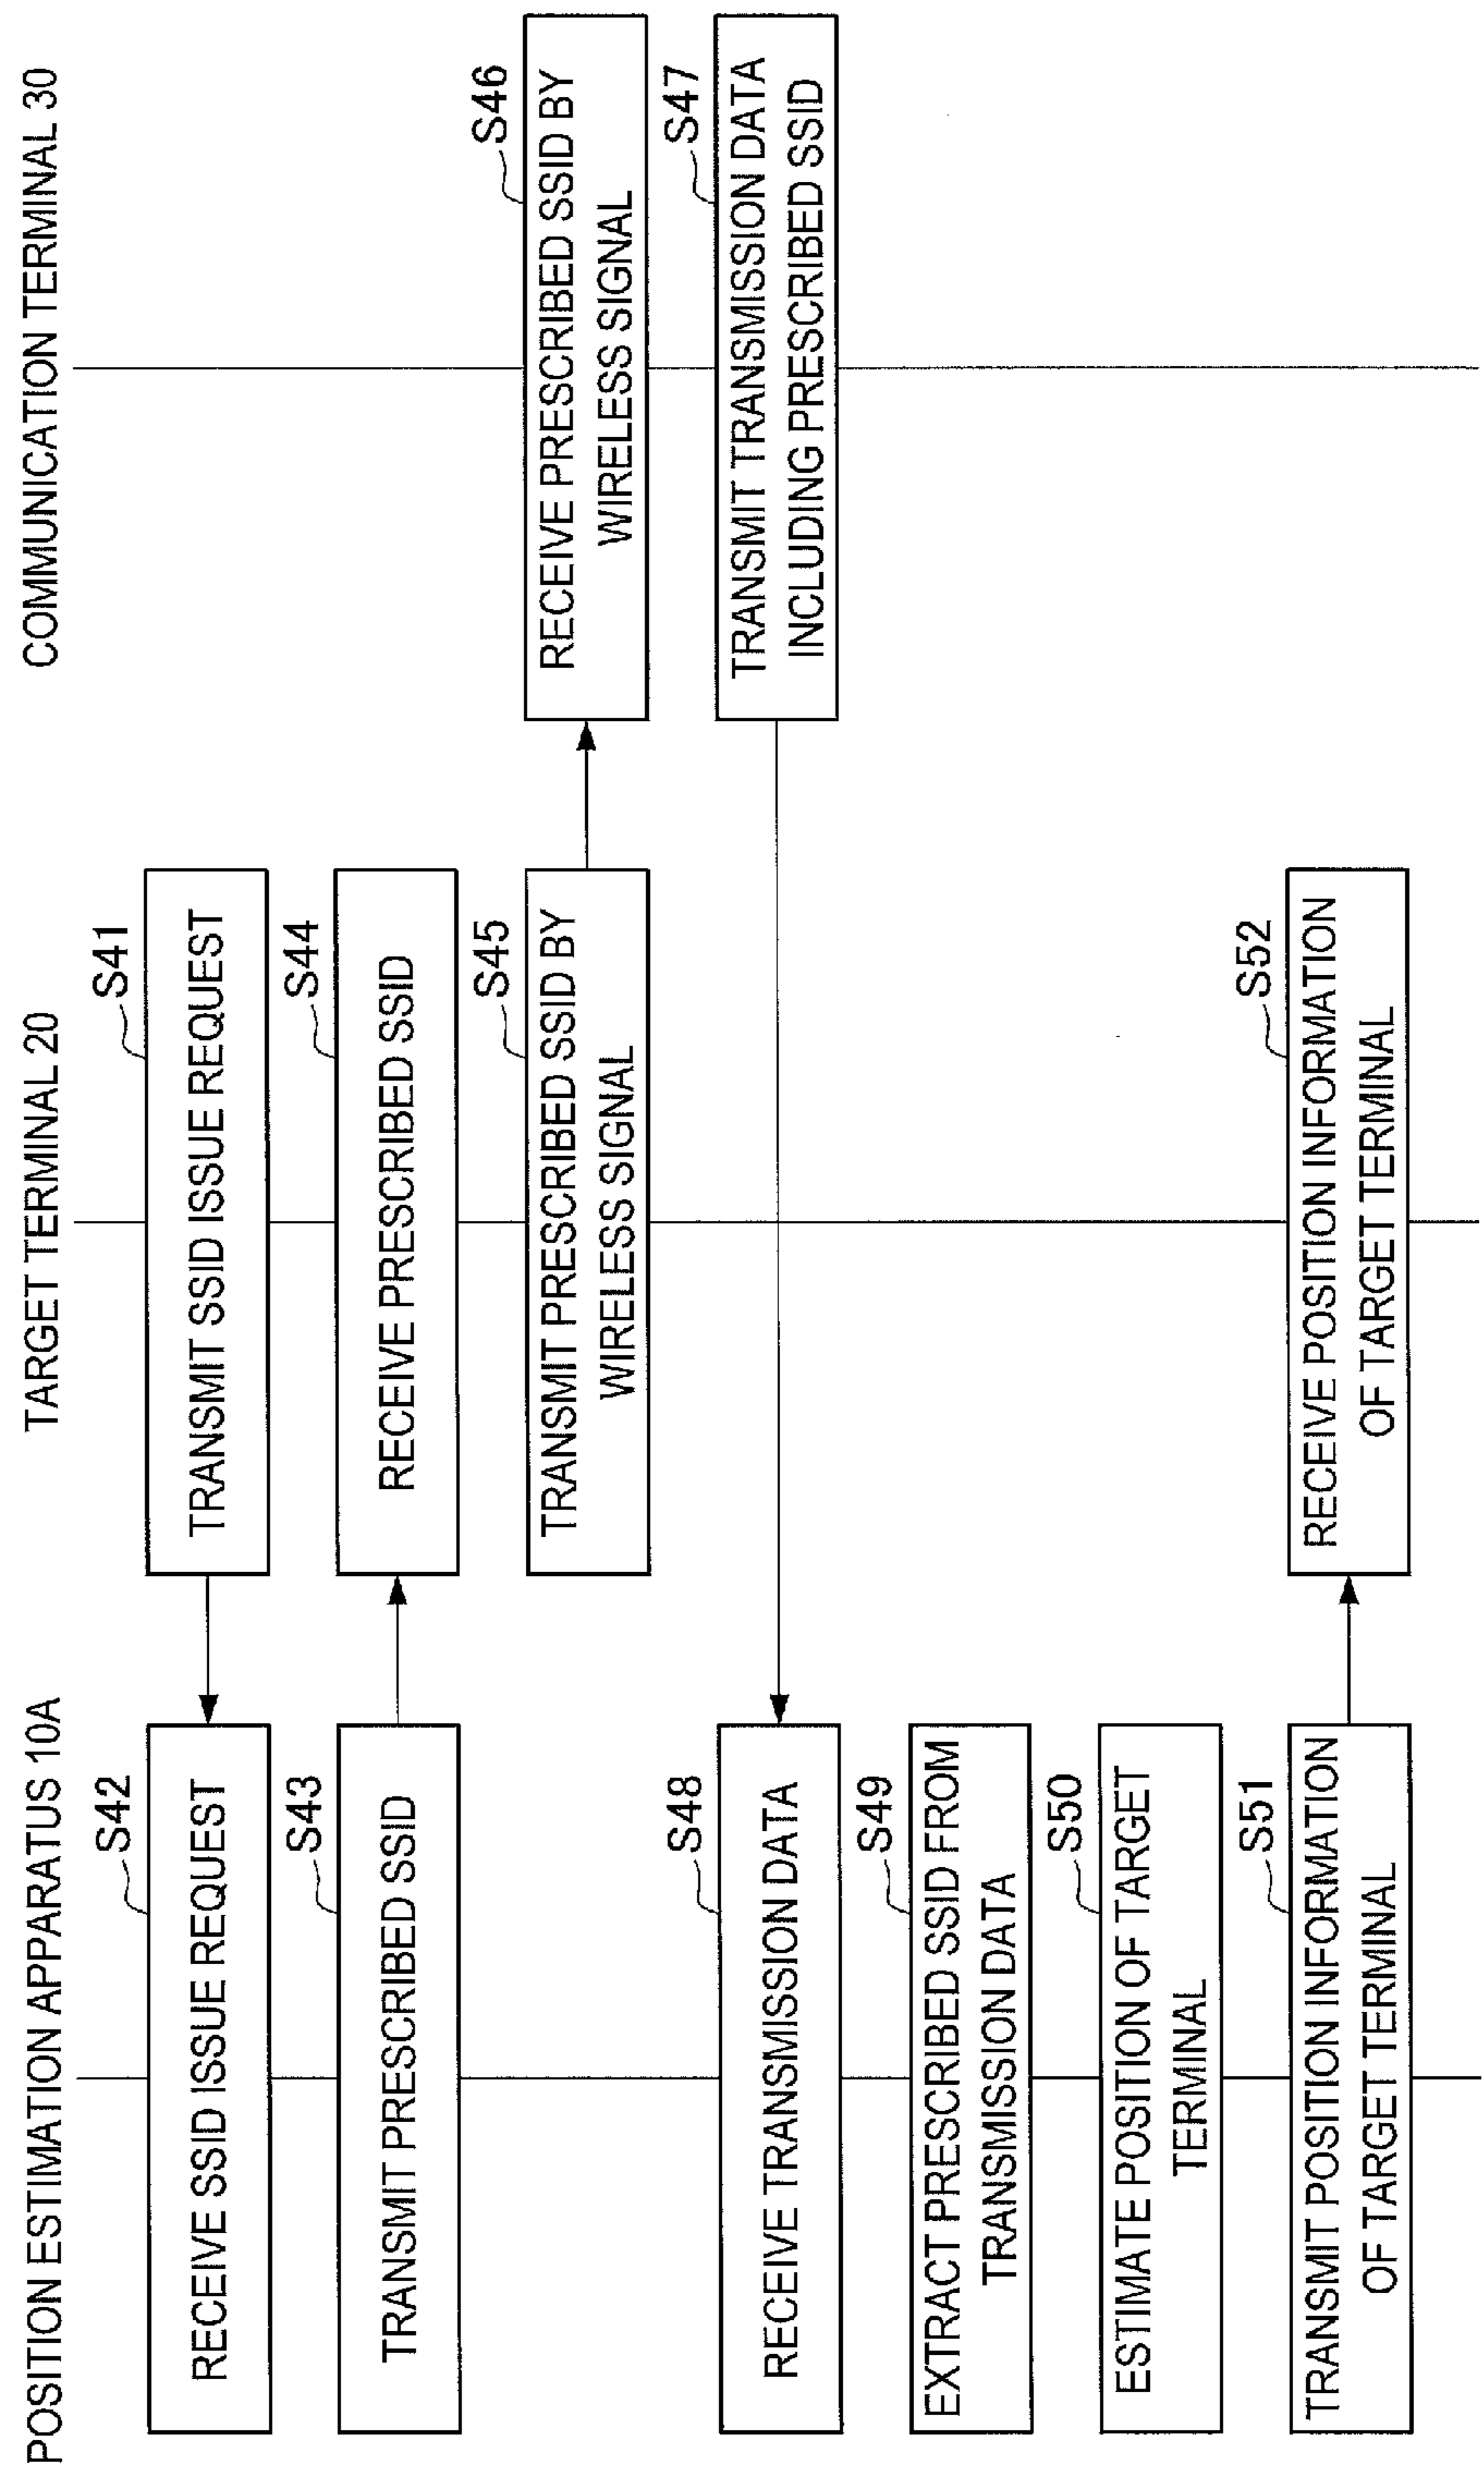 POSITION ESTIMATION APPARATUS 10A
TARGET TERMINAL 20
COMMUNICATION TERMINAL 30
S41
TRANSMIT SSID ISSUE REQUEST
S42
RECEIVE SSID ISSUE REQUEST
S43
TRANSMIT PRESCRIBED SSID
S44
RECEIVE PRESCRIBED SSID
S45
TRANSMIT PRESCRIBED SSID BY
WIRELESS SIGNAL
S46
RECEIVE PRESCRIBED SSID BY
WIRELESS SIGNAL
S47
TRANSMIT TRANSMISSION DATA
INCLUDING PRESCRIBED SSID
S48
RECEIVE TRANSMISSION DATA
S49
EXTRACT PRESCRIBED SSID FROM
TRANSMISSION DATA
S50
ESTIMATE POSITION OF TARGET
TERMINAL
S51
TRANSMIT POSITION INFORMATION
OF TARGET TERMINAL
S52
RECEIVE POSITION INFORMATION
OF TARGET TERMINAL